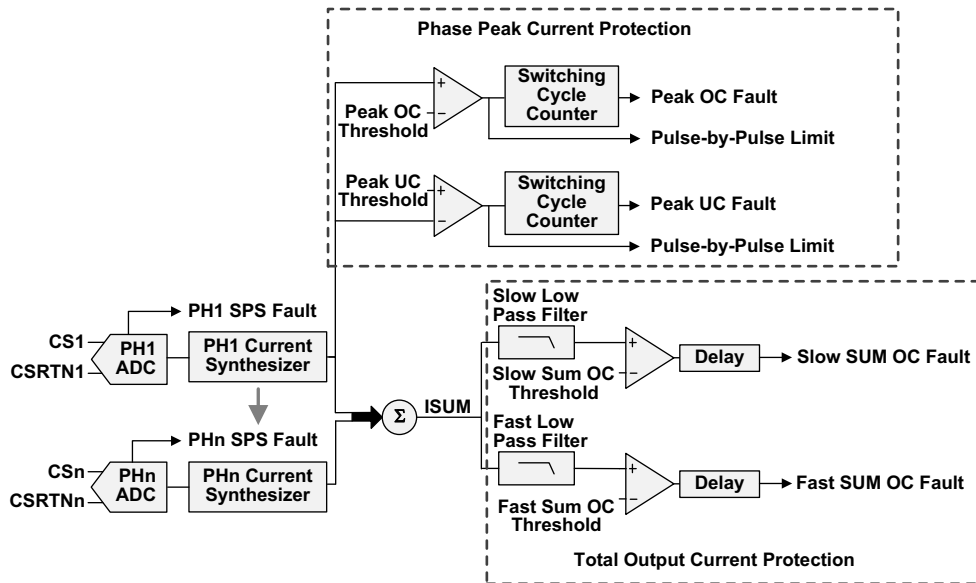 Phase Peak Current Protection
Peak OC
Threshold
+
−
Switching
Cycle
Counter
Peak OC Fault
Pulse-by-Pulse Limit
Peak UC
Threshold
+
−
Switching
Cycle
Counter
Peak UC Fault
Pulse-by-Pulse Limit
PH1 SPS Fault
CS1
CSRTN1
PH1
ADC
PH1 Current
Synthesizer
PHn SPS Fault
CSn
CSRTNn
PHn
ADC
PHn Current
Synthesizer
Σ
ISUM
Slow Low
Pass Filter
+
−
Slow Sum OC
Threshold
Delay
Slow SUM OC Fault
Fast Low
Pass Filter
+
−
Fast Sum OC
Threshold
Delay
Fast SUM OC Fault
Total Output Current Protection